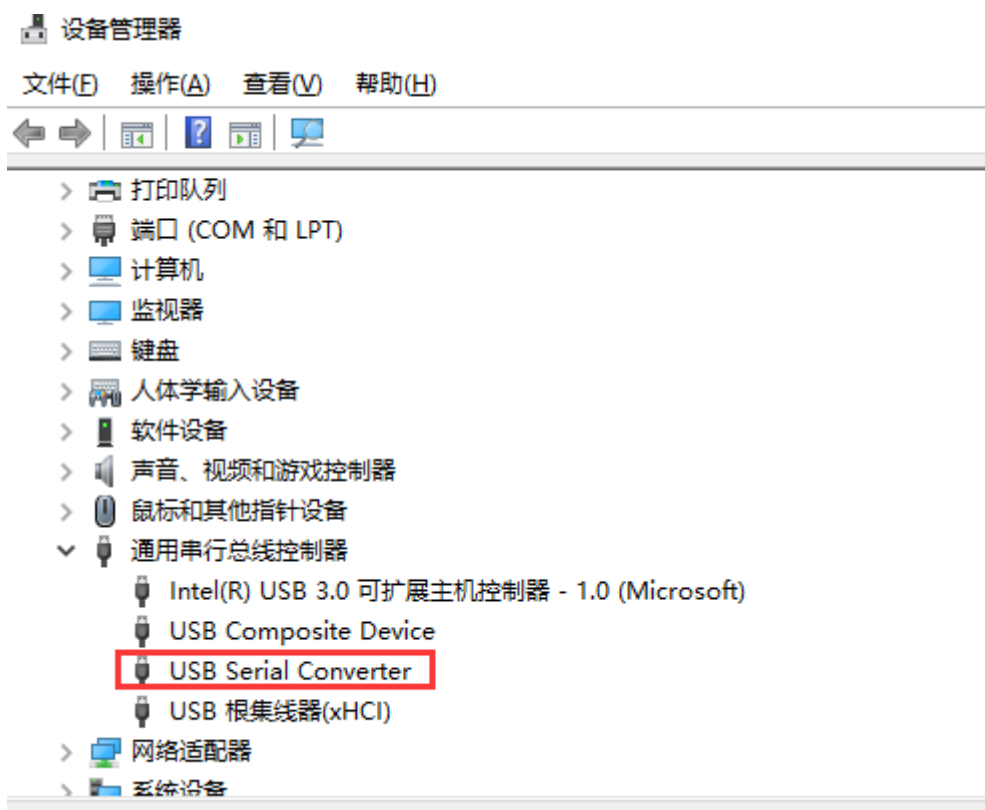 设备管理器
文件(F) 操作(A) 查看(V) 帮助(H)
打印队列
端口 (COM 和 LPT)
计算机
监视器
键盘
人体学输入设备
软件设备
声音、视频和游戏控制器
鼠标和其他指针设备
通用串行总线控制器
Intel(R) USB 3.0 可扩展主机控制器 - 1.0 (Microsoft)
USB Composite Device
USB Serial Converter
USB 根集线器(xHCI)
网络适配器
系统设备